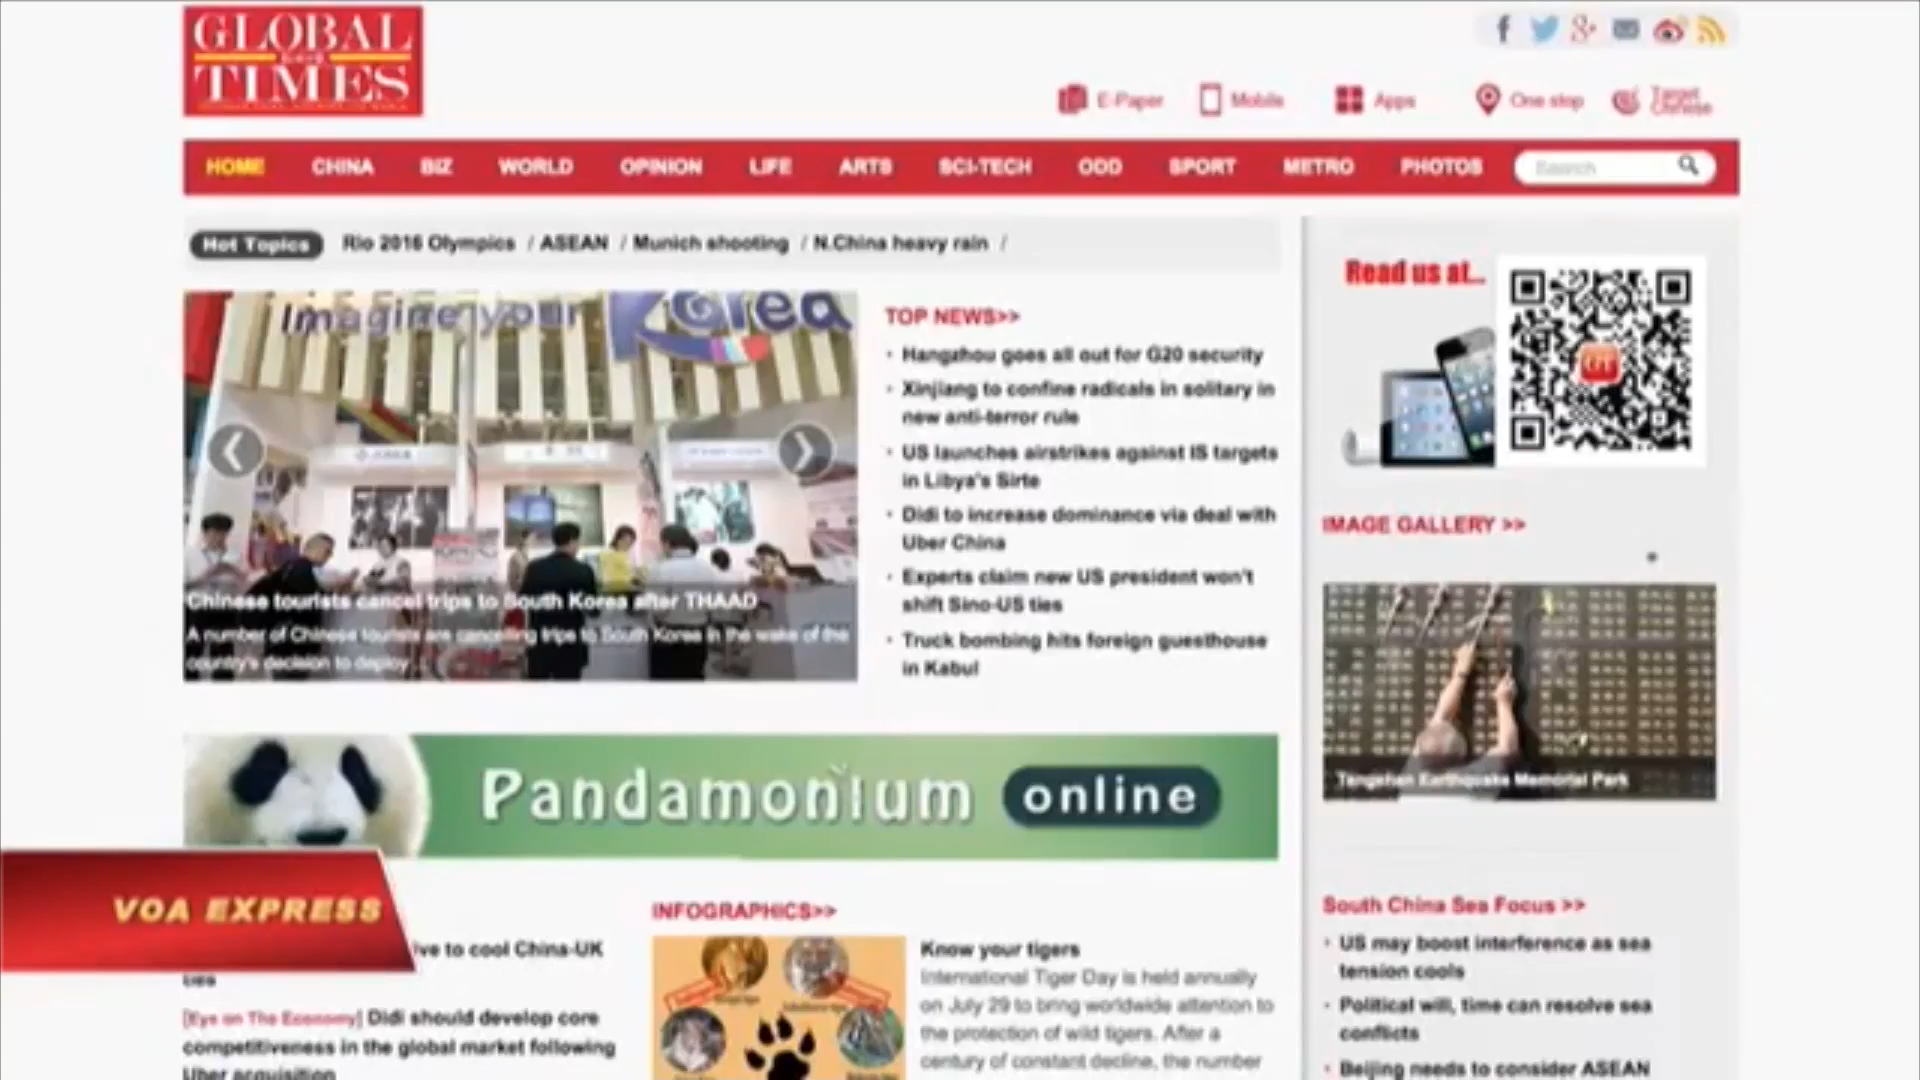 GLOBAL
TIMES
E-Paper Mobile Apps One stop Target Chinese
HOME CHINA BIZ WORLD OPINION LIFE ARTS SCI-TECH ODD SPORT METRO PHOTOS Search
Hot Topics Rio 2016 Olympics / ASEAN / Munich shooting / N.China heavy rain /
Imagine your Korea
Chinese tourists cancel trips to South Korea after THAAD
A number of Chinese tourists are cancelling trips to South Korea in the wake of the
country's decision to deploy ...
TOP NEWS>>
· Hangzhou goes all out for G20 security
· Xinjiang to confine radicals in solitary in
new anti-terror rule
· US launches airstrikes against IS targets
in Libya's Sirte
· Didi to increase dominance via deal with
Uber China
· Experts claim new US president won't
shift Sino-US ties
· Truck bombing hits foreign guesthouse
in Kabul
Read us at...
GT
IMAGE GALLERY >>
Tangshan Earthquake Memorial Park
Pandamonium online
VOA EXPRESS
ive to cool China-UK
ties
[Eye on The Economy] Didi should develop core
competitiveness in the global market following
Uber acquisition
INFOGRAPHICS>>
Know your tigers
International Tiger Day is held annually
on July 29 to bring worldwide attention to
the protection of wild tigers. After a
century of constant decline, the number
South China Sea Focus >>
· US may boost interference as sea
tension cools
· Political will, time can resolve sea
conflicts
· Beijing needs to consider ASEAN